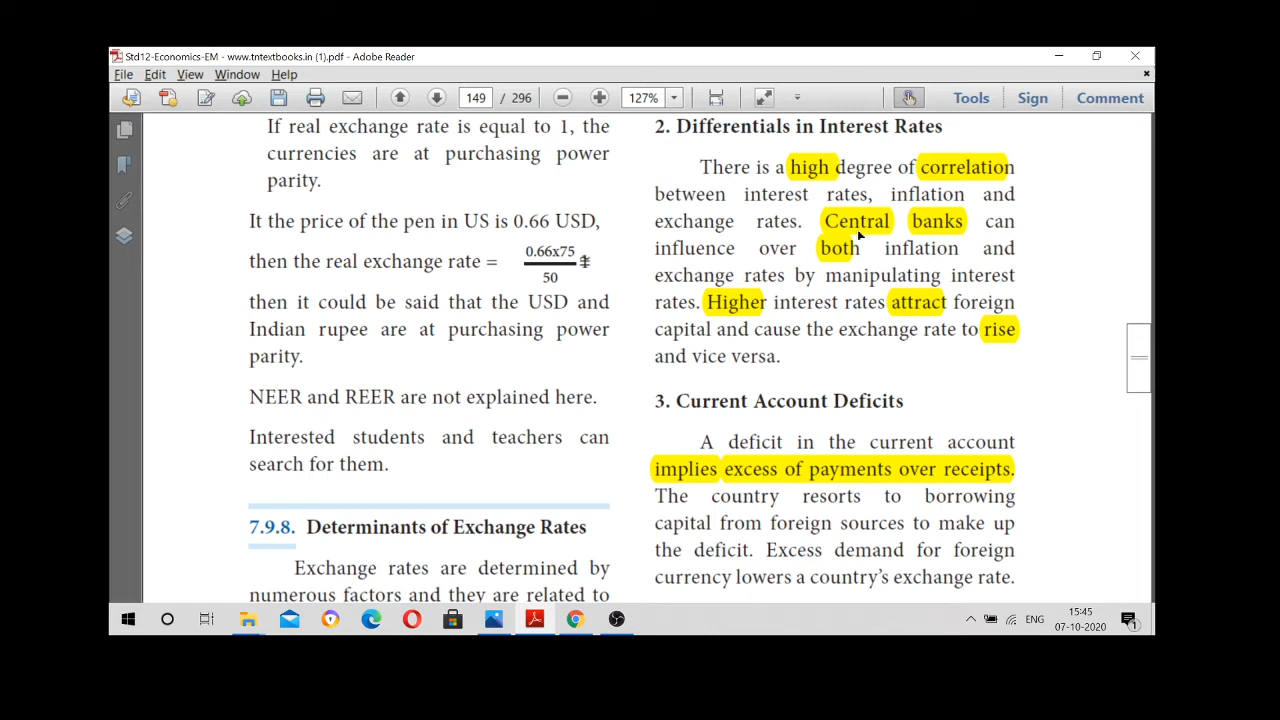 Std12-Economics-EM - www.tntextbooks.in (1).pdf - Adobe Reader
File Edit View Window Help
149 / 296 127% Tools Sign Comment
If real exchange rate is equal to 1, the
currencies are at purchasing power
parity.
It the price of the pen in US is 0.66 USD,
then the real exchange rate = 0.66x75
50
then it could be said that the USD and
Indian rupee are at purchasing power
parity.
NEER and REER are not explained here.
Interested students and teachers can
search for them.
7.9.8. Determinants of Exchange Rates
Exchange rates are determined by
numerous factors and they are related to
2. Differentials in Interest Rates
There is a high degree of correlation
between interest rates, inflation and
exchange rates. Central banks can
influence over both inflation and
exchange rates by manipulating interest
rates. Higher interest rates attract foreign
capital and cause the exchange rate to rise
and vice versa.
3. Current Account Deficits
A deficit in the current account
implies excess of payments over receipts.
The country resorts to borrowing
capital from foreign sources to make up
the deficit. Excess demand for foreign
currency lowers a country's exchange rate.
ENG
15:45
07-10-2020
1